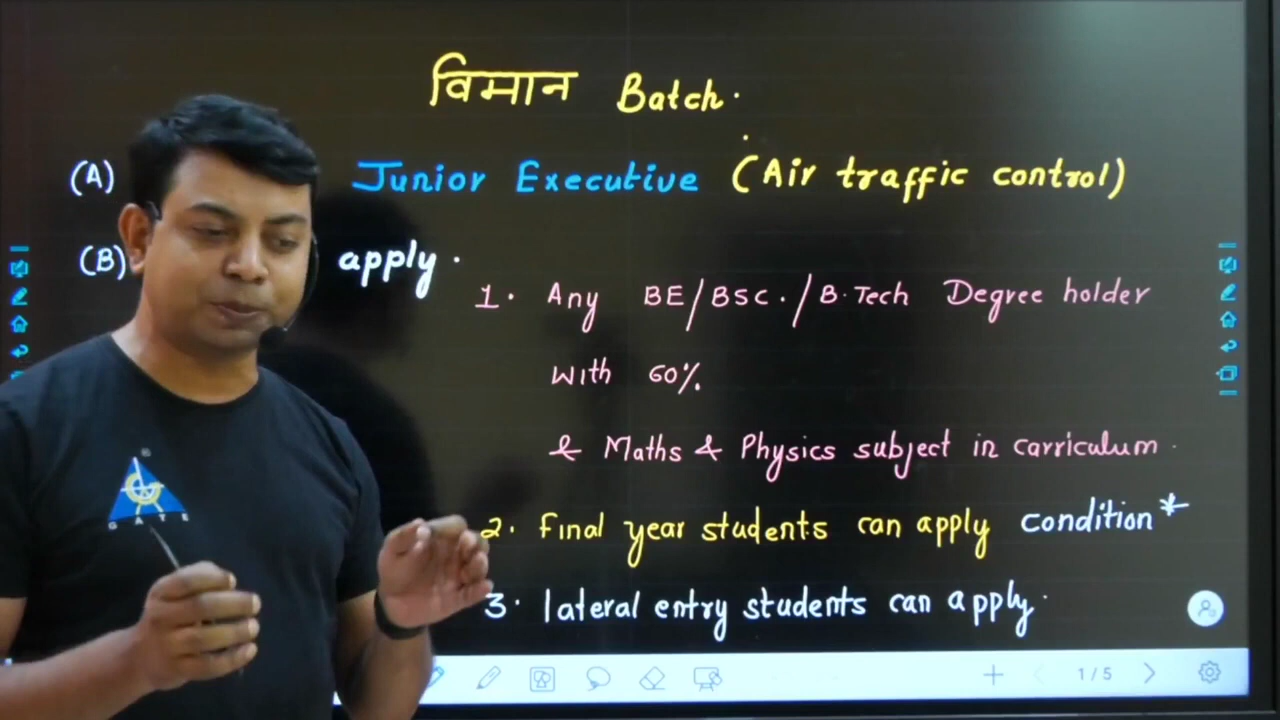 विमान Batch.
(A) Junior Executive (Air traffic control)
(B) apply.
1. Any BE/BSC./B.Tech Degree holder
with 60%
& Maths & Physics subject in carriculum.
2. Final year students can apply condition*
3. lateral entry students can apply.
GATE
1/5